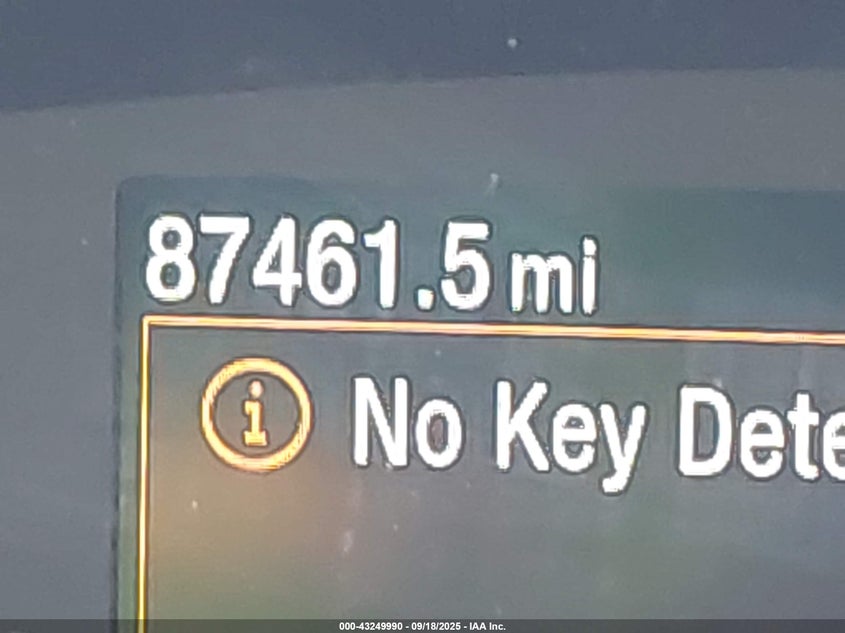 87461.5 mi
i No Key Dete
000-43249990 - 09/18/2025 - IAA Inc.